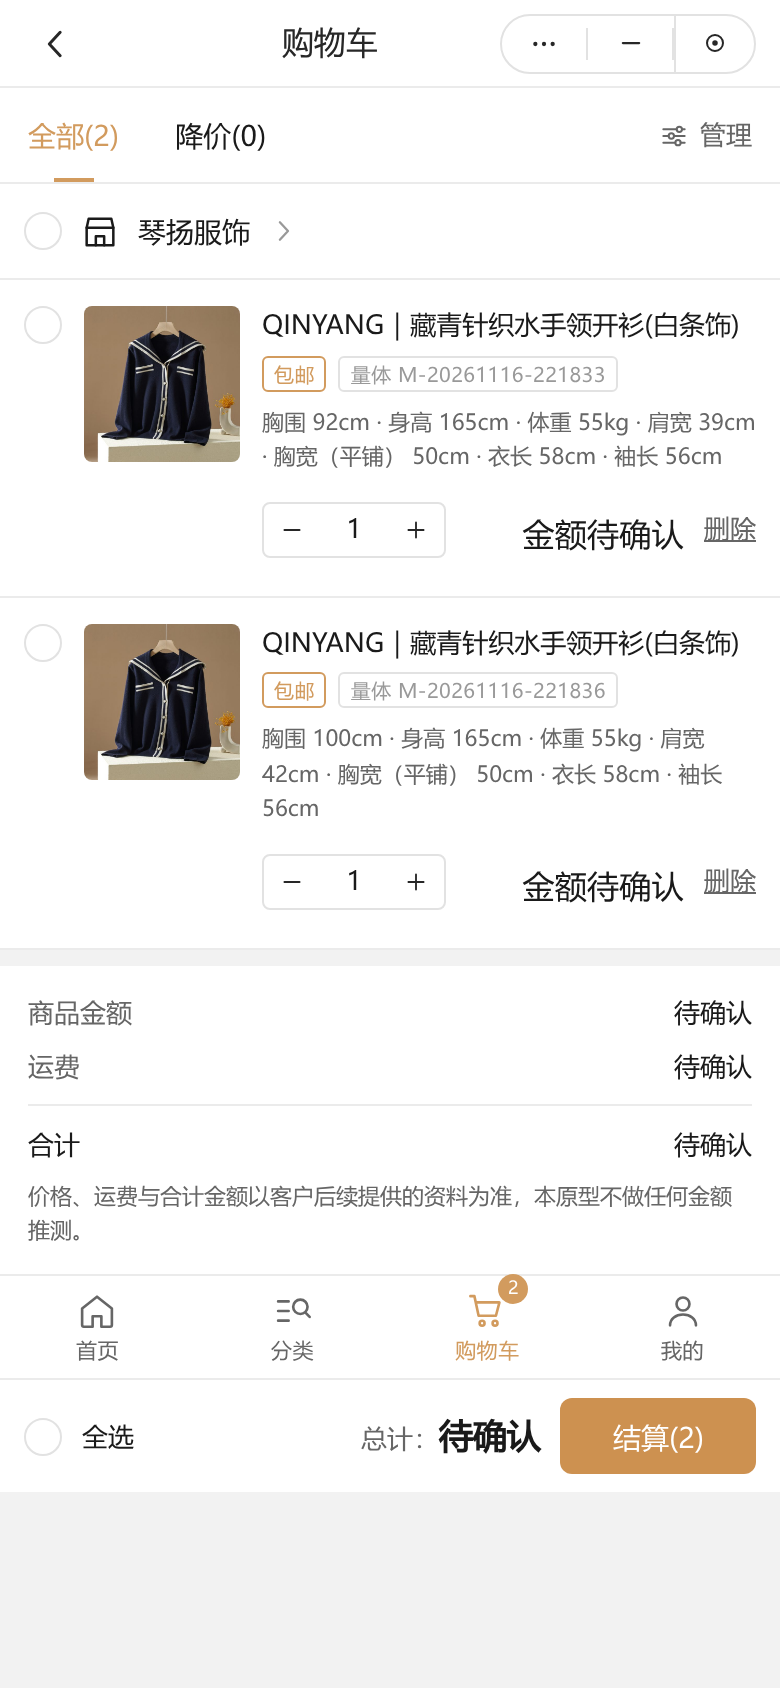 购物车
全部(2)
降价(0)
管理
琴扬服饰
QINYANG | 藏青针织水手领开衫(白条饰)
包邮
量体 M-20261116-221833
胸围 92cm · 身高 165cm · 体重 55kg · 肩宽 39cm
· 胸宽（平铺） 50cm · 衣长 58cm · 袖长 56cm
1
金额待确认
删除
QINYANG | 藏青针织水手领开衫(白条饰)
包邮
量体 M-20261116-221836
胸围 100cm · 身高 165cm · 体重 55kg · 肩宽
42cm · 胸宽（平铺） 50cm · 衣长 58cm · 袖长
56cm
1
金额待确认
删除
商品金额
待确认
运费
待确认
合计
待确认
价格、运费与合计金额以客户后续提供的资料为准，本原型不做任何金额
推测。
首页
分类
2
购物车
我的
全选
总计：待确认
结算(2)